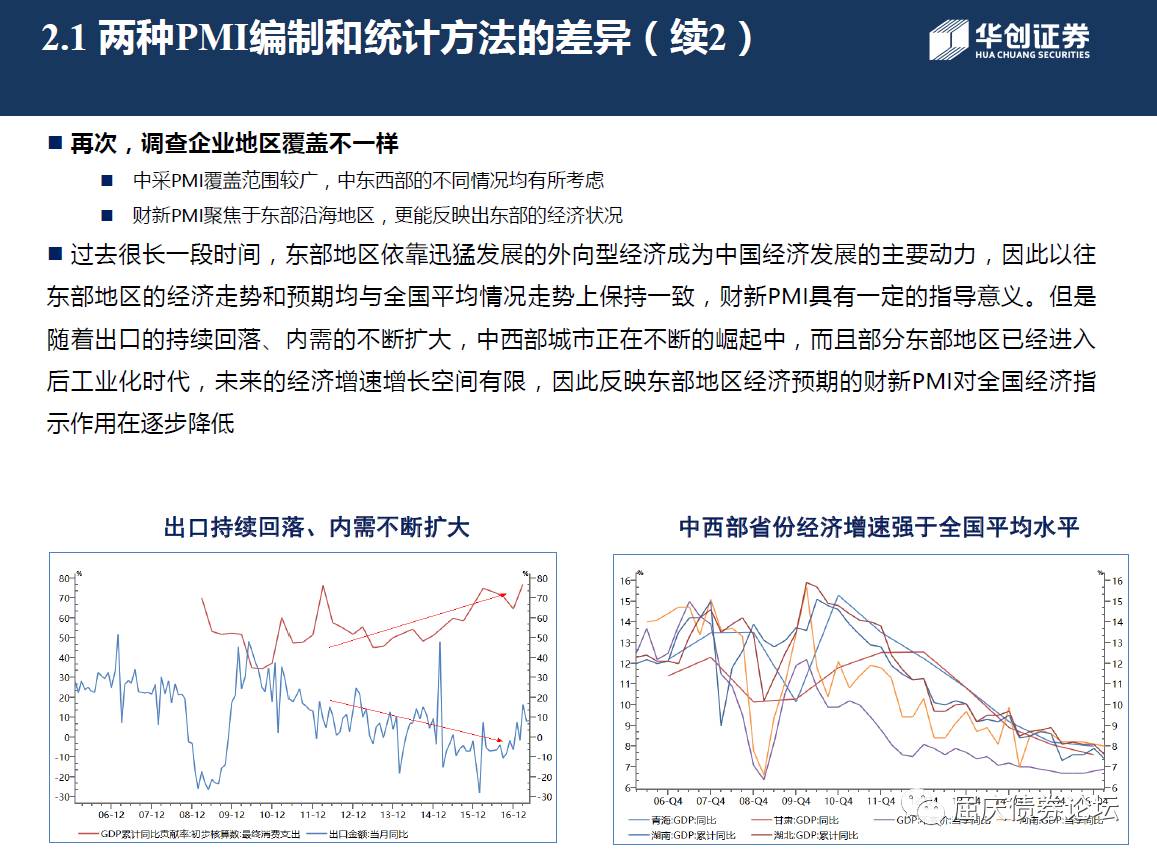 2.1 两种PMI编制和统计方法的差异（续2）
华创证券
HUA CHUANG SECURITIES
■ 再次，调查企业地区覆盖不一样
■ 中采PMI覆盖范围较广，中东西部的不同情况均有所考虑
■ 财新PMI聚焦于东部沿海地区，更能反映出东部的经济状况
■ 过去很长一段时间，东部地区依靠迅猛发展的外向型经济成为中国经济发展的主要动力，因此以往
东部地区的经济走势和预期均与全国平均情况走势上保持一致，财新PMI具有一定的指导意义。但是
随着出口的持续回落、内需的不断扩大，中西部城市正在不断的崛起中，而且部分东部地区已经进入
后工业化时代，未来的经济增速增长空间有限，因此反映东部地区经济预期的财新PMI对全国经济指
示作用在逐步降低
出口持续回落、内需不断扩大
% %
80 80
70 70
60 60
50 50
40 40
30 30
20 20
10 10
0 0
-10 -10
-20 -20
-30 -30
06-12 07-12 08-12 09-12 10-12 11-12 12-12 13-12 14-12 15-12 16-12
GDP累计同比贡献率:初步核算数:最终消费支出 出口金额:当月同比
中西部省份经济增速强于全国平均水平
% %
16 16
15 15
14 14
13 13
12 12
11 11
10 10
9 9
8 8
7 7
6 6
06-Q4 07-Q4 08-Q4 09-Q4 10-Q4 11-Q4
青海:GDP:同比 甘肃:GDP:同比
湖南:GDP:累计同比 湖北:GDP:累计同比
屈庆债券论坛